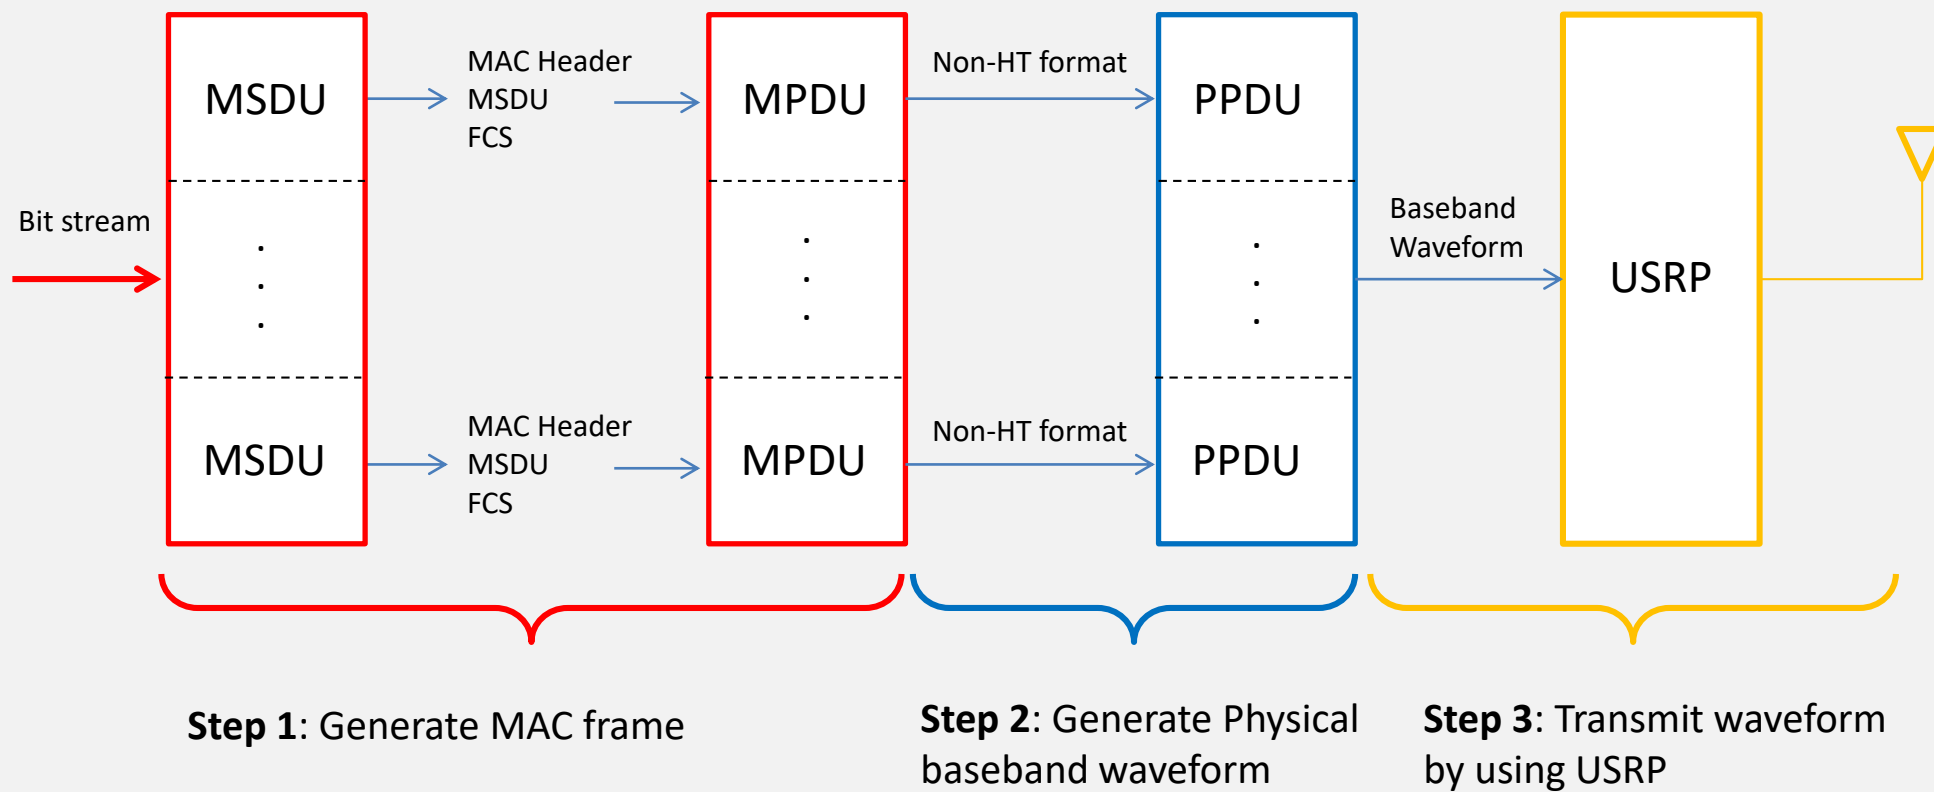 Bit stream
MSDU
.
.
.
MSDU
MAC Header
MSDU
FCS
MAC Header
MSDU
FCS
MPDU
.
.
.
MPDU
Non-HT format
Non-HT format
PPDU
.
.
.
PPDU
Baseband
Waveform
USRP
Step 1: Generate MAC frame
Step 2: Generate Physical
baseband waveform
Step 3: Transmit waveform
by using USRP